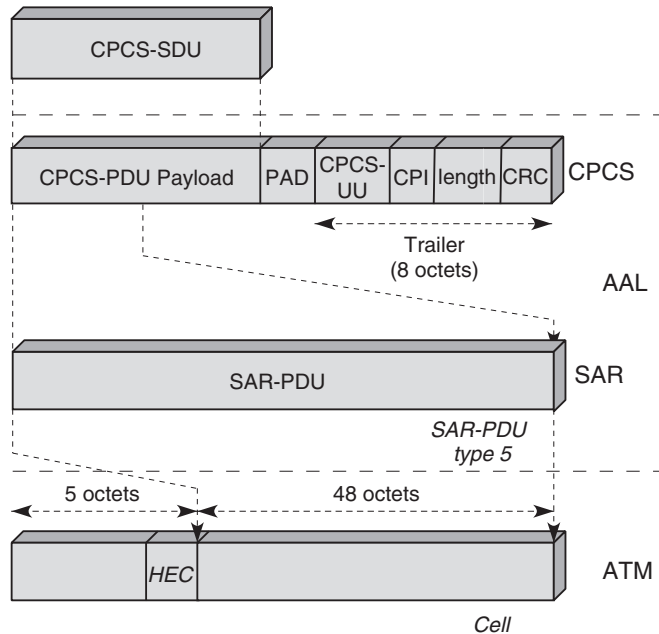 CPCS-SDU
CPCS-PDU Payload
PAD
CPCS-
UU
CPI
length
CRC
CPCS
Trailer
(8 octets)
AAL
SAR-PDU
SAR
SAR-PDU
type 5
5 octets
48 octets
HEC
ATM
Cell